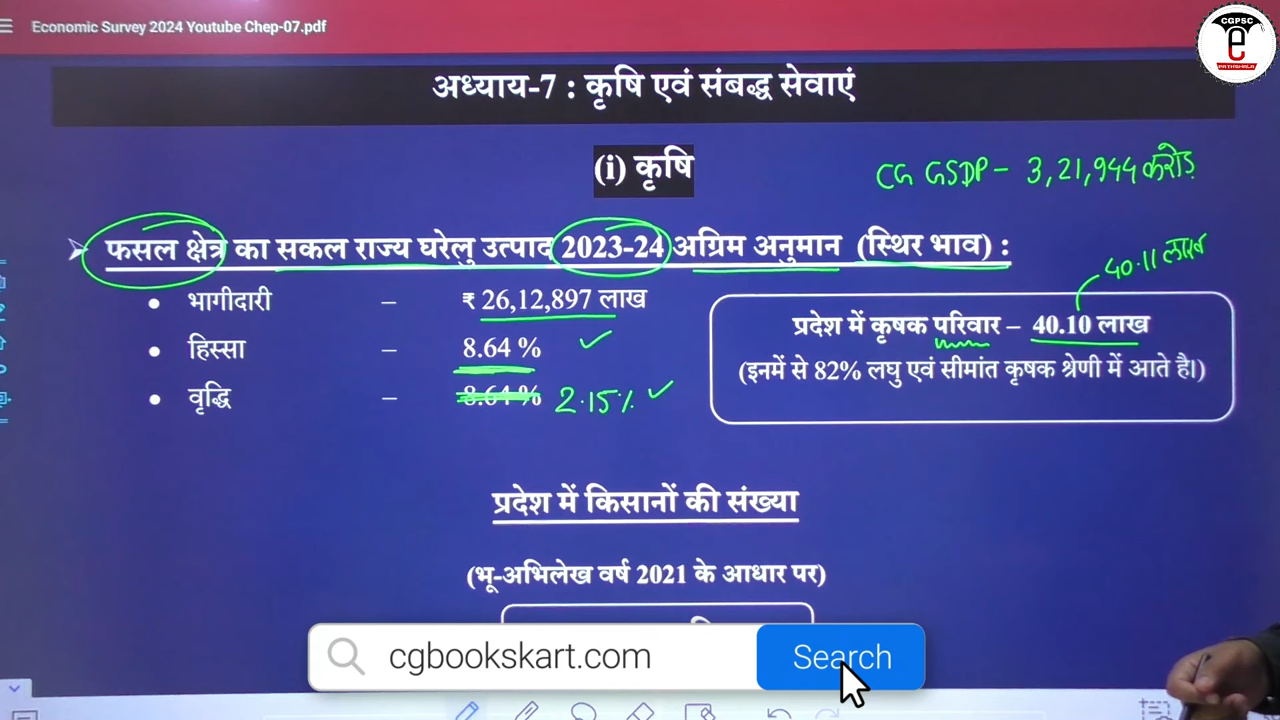 Economic Survey 2024 Youtube Chep-07.pdf
CGPSC
e
PATHSHALA
अध्याय-7 : कृषि एवं संबद्ध सेवाएं
(i) कृषि
CG GSDP – 3,21,944 करोड़
➢ फसल क्षेत्र का सकल राज्य घरेलु उत्पाद 2023-24 अग्रिम अनुमान (स्थिर भाव) :
• भागीदारी – ₹ 26,12,897 लाख
• हिस्सा – 8.64 %
• वृद्धि – 8.64 % 2.15%
40.11 लाख
प्रदेश में कृषक परिवार – 40.10 लाख
(इनमें से 82% लघु एवं सीमांत कृषक श्रेणी में आते है।)
प्रदेश में किसानों की संख्या
(भू-अभिलेख वर्ष 2021 के आधार पर)
cgbookskart.com
Search